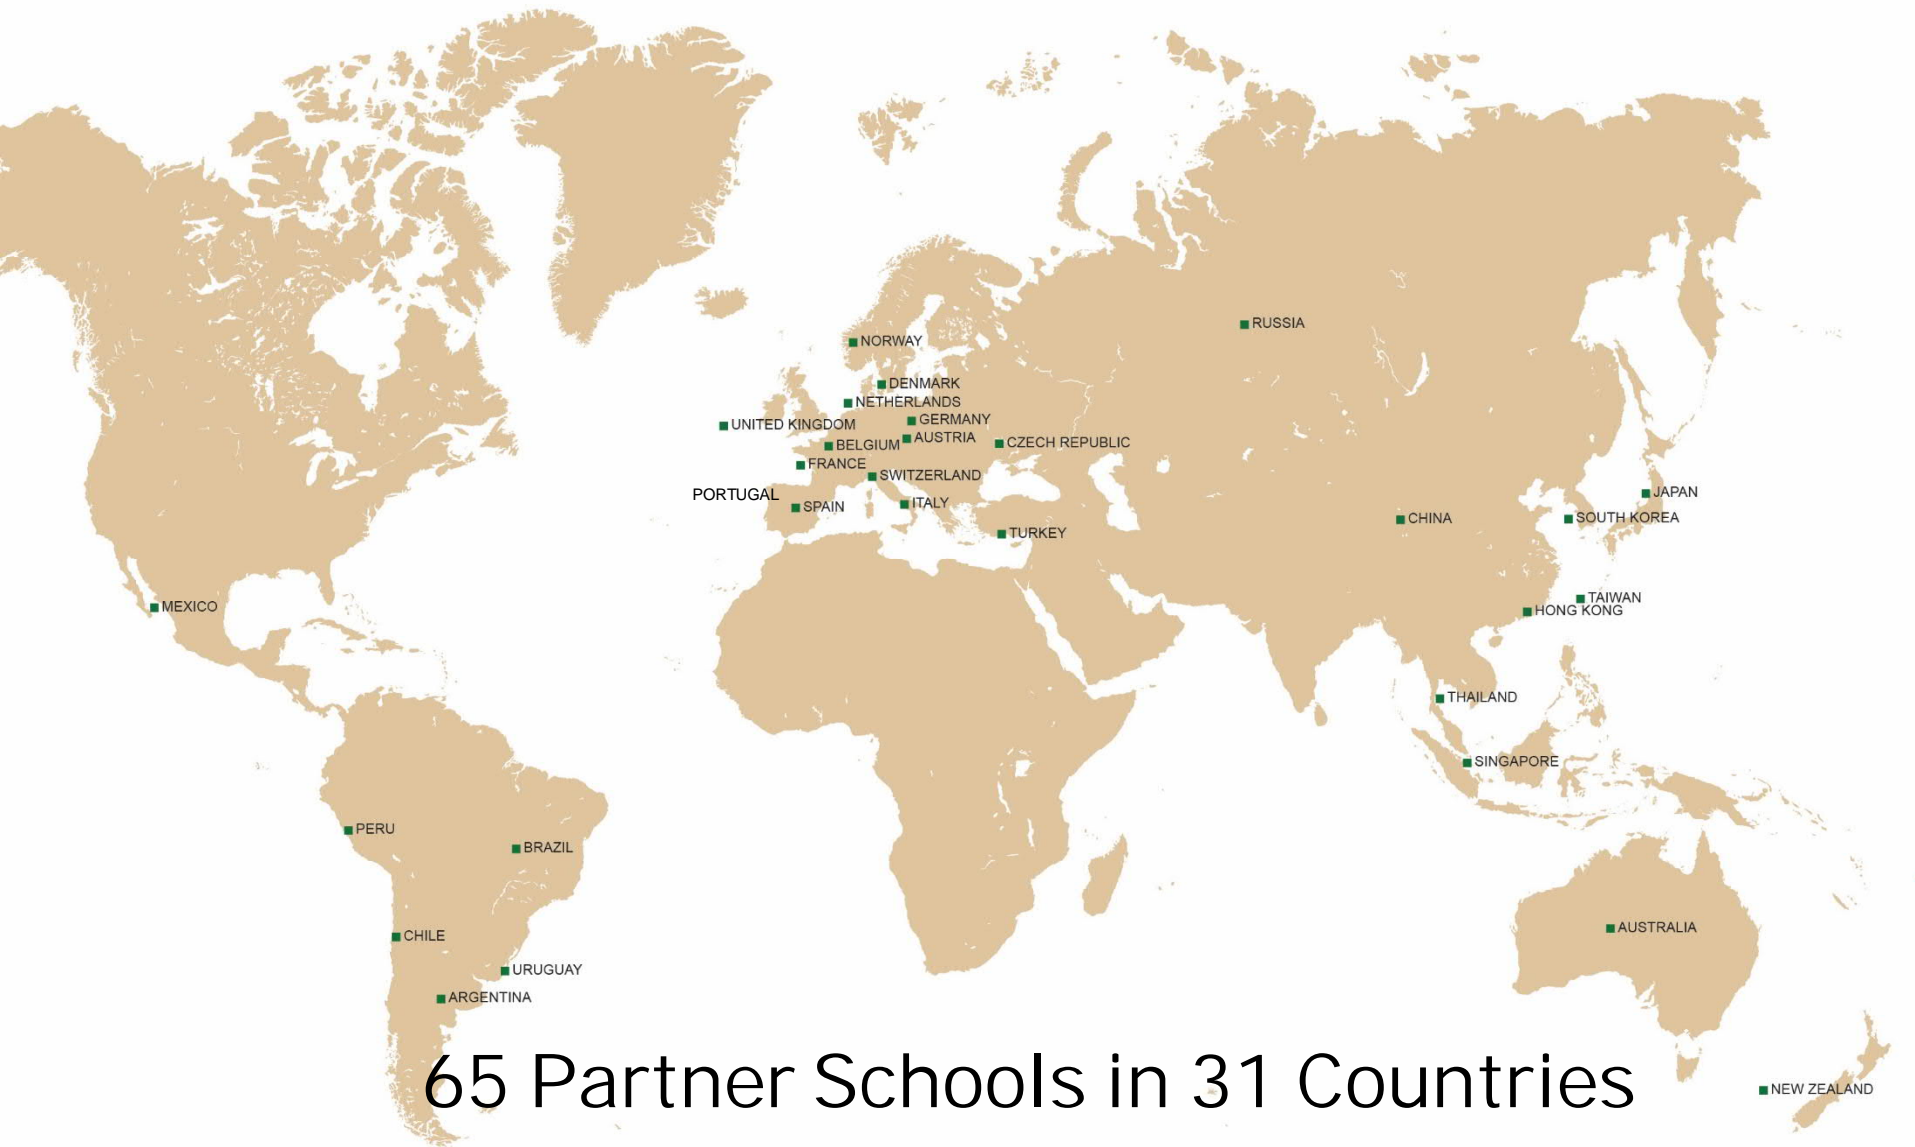 RUSSIA
NORWAY
DENMARK
NETHERLANDS
GERMANY
UNITED KINGDOM
AUSTRIA
BELGIUM
CZECH REPUBLIC
FRANCE
SWITZERLAND
PORTUGAL
SPAIN
ITALY
TURKEY
JAPAN
CHINA
SOUTH KOREA
TAIWAN
HONG KONG
MEXICO
THAILAND
SINGAPORE
PERU
BRAZIL
CHILE
AUSTRALIA
URUGUAY
ARGENTINA
65 Partner Schools in 31 Countries
NEW ZEALAND